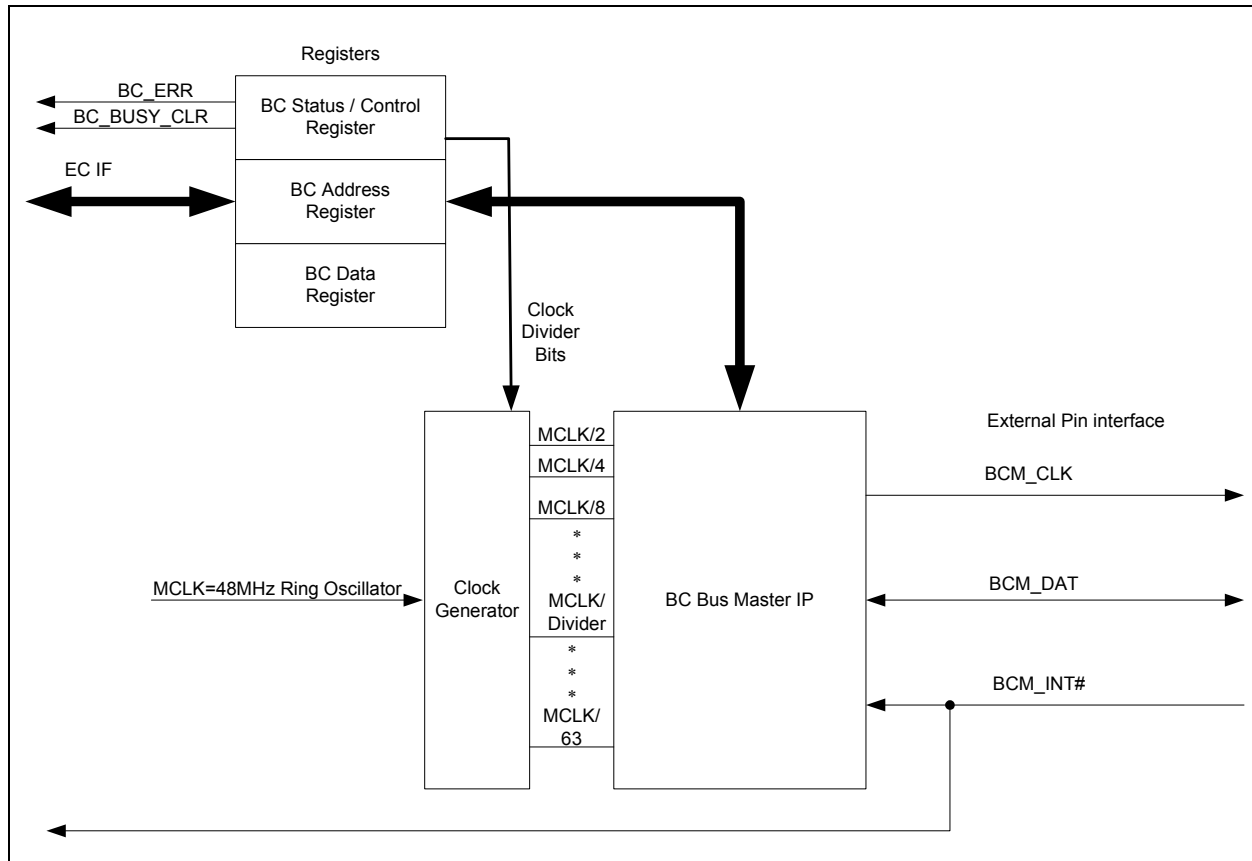 Registers
BC_ERR
BC_BUSY_CLR
BC Status / Control
Register
EC IF
BC Address
Register
BC Data
Register
Clock
Divider
Bits
MCLK/2
MCLK/4
MCLK/8
*
*
*
MCLK/
Divider
*
*
*
MCLK/
63
MCLK=48MHz Ring Oscillator
Clock
Generator
BC Bus Master IP
External Pin interface
BCM_CLK
BCM_DAT
BCM_INT#